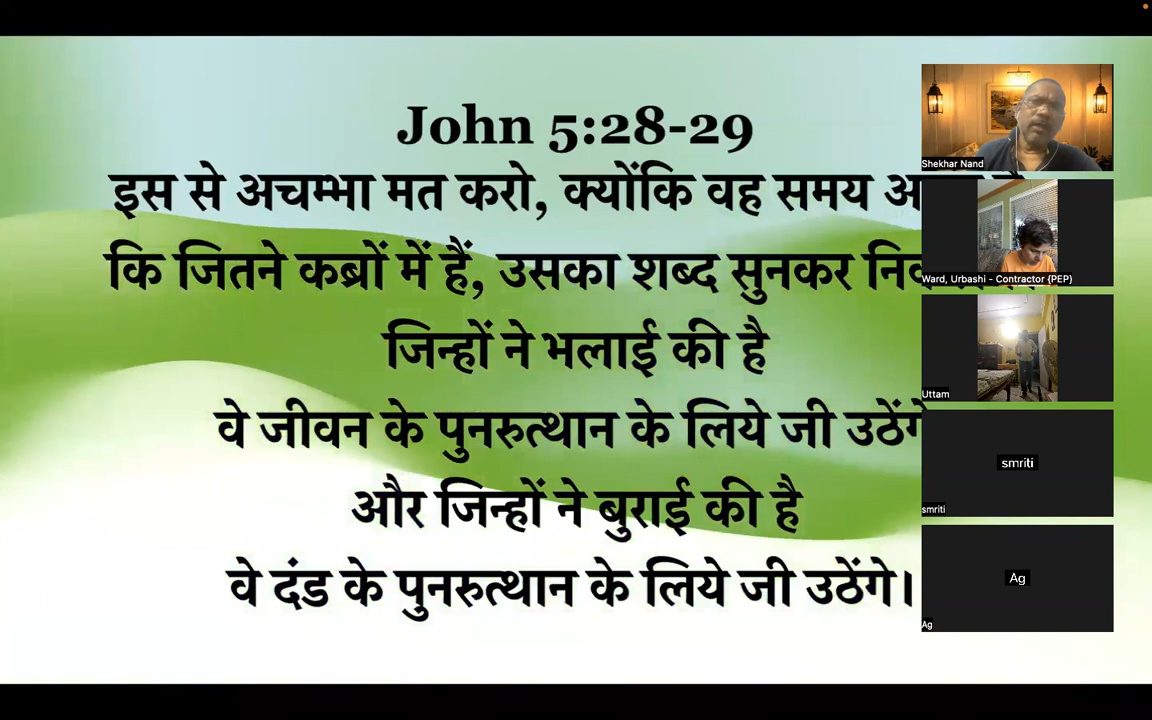 John 5:28-29
इस से अचम्भा मत करो, क्योंकि वह समय
कि जितने कब्रों में हैं, उसका शब्द सुनकर
जिन्हों ने भलाई की है
वे जीवन के पुनरुत्थान के लिये जी उठेंगे
और जिन्हों ने बुराई की है
वे दंड के पुनरुत्थान के लिये जी उठेंगे।
Shekhar Nand
Ward, Urbashi - Contractor (PEP)
Uttam
smriti
smriti
Ag
Ag